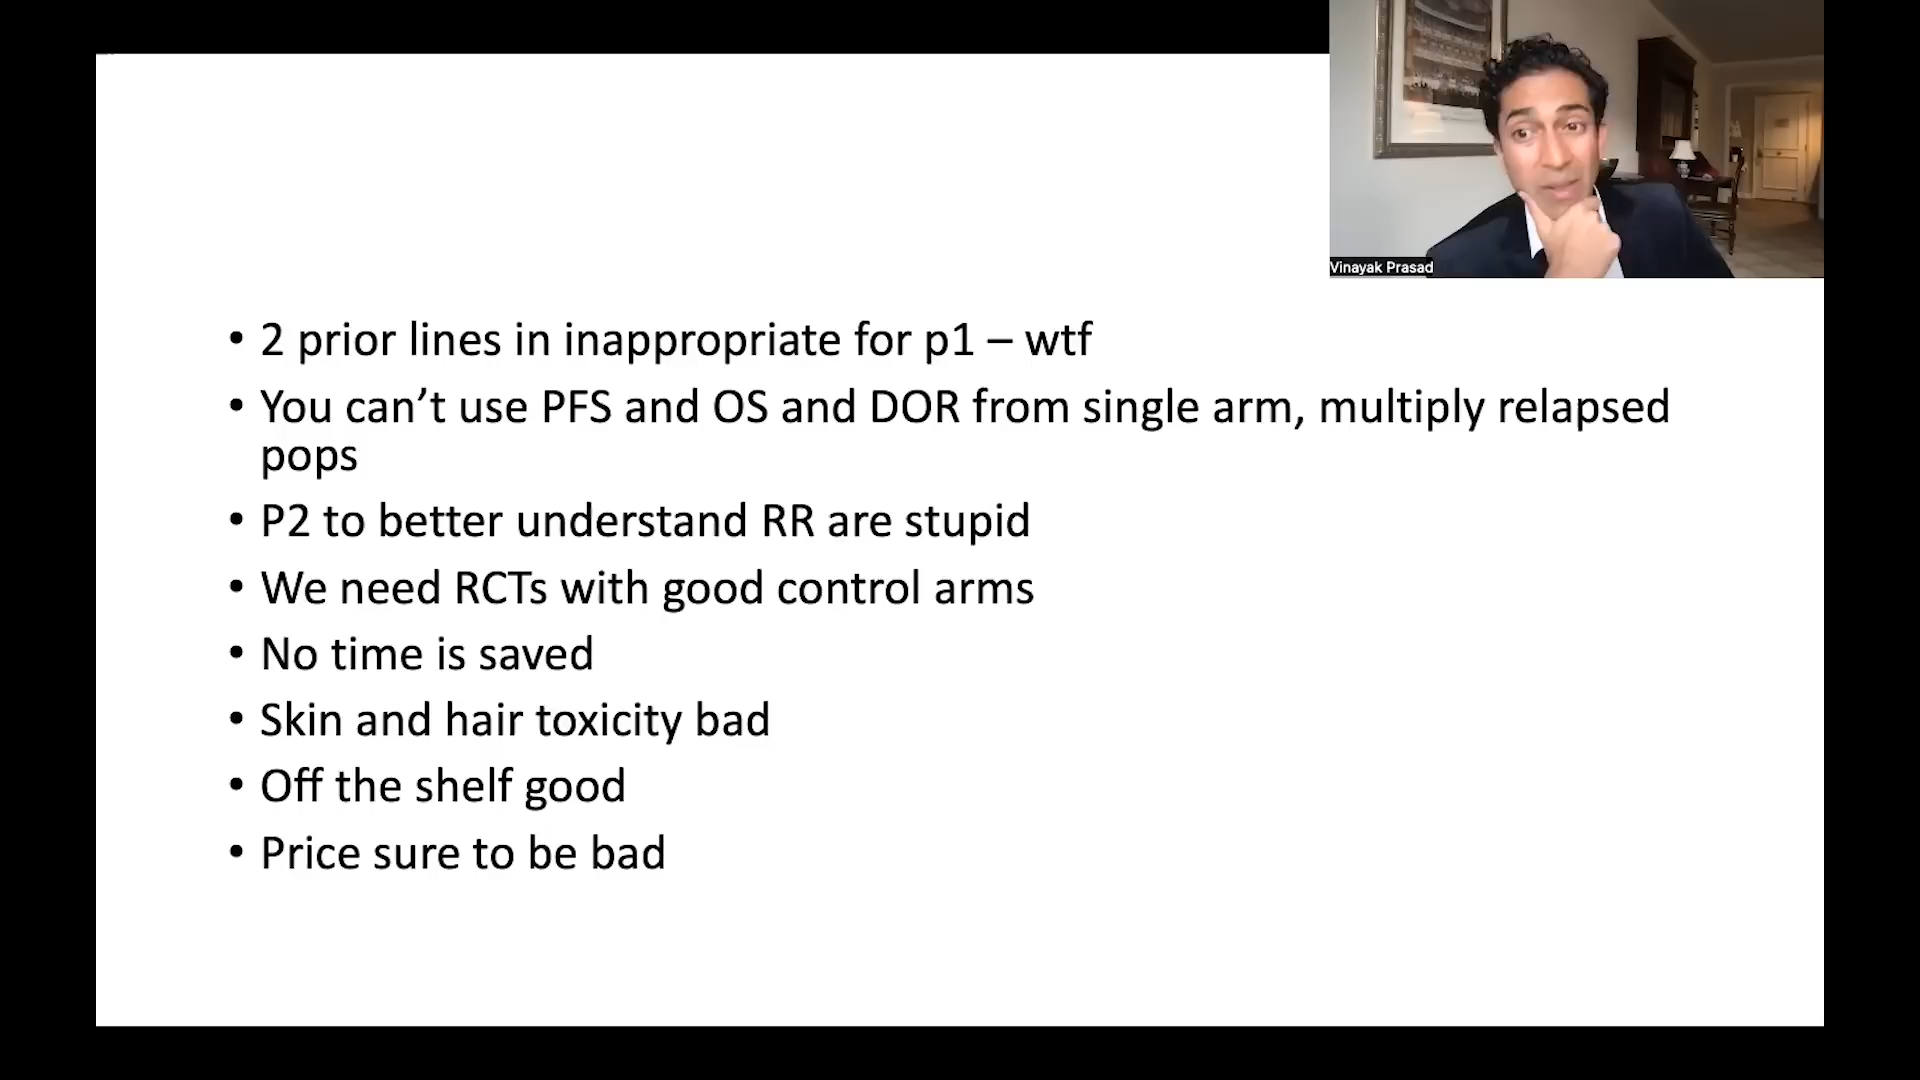 Vinayak Prasad
• 2 prior lines in inappropriate for p1 – wtf
• You can’t use PFS and OS and DOR from single arm, multiply relapsed
pops
• P2 to better understand RR are stupid
• We need RCTs with good control arms
• No time is saved
• Skin and hair toxicity bad
• Off the shelf good
• Price sure to be bad